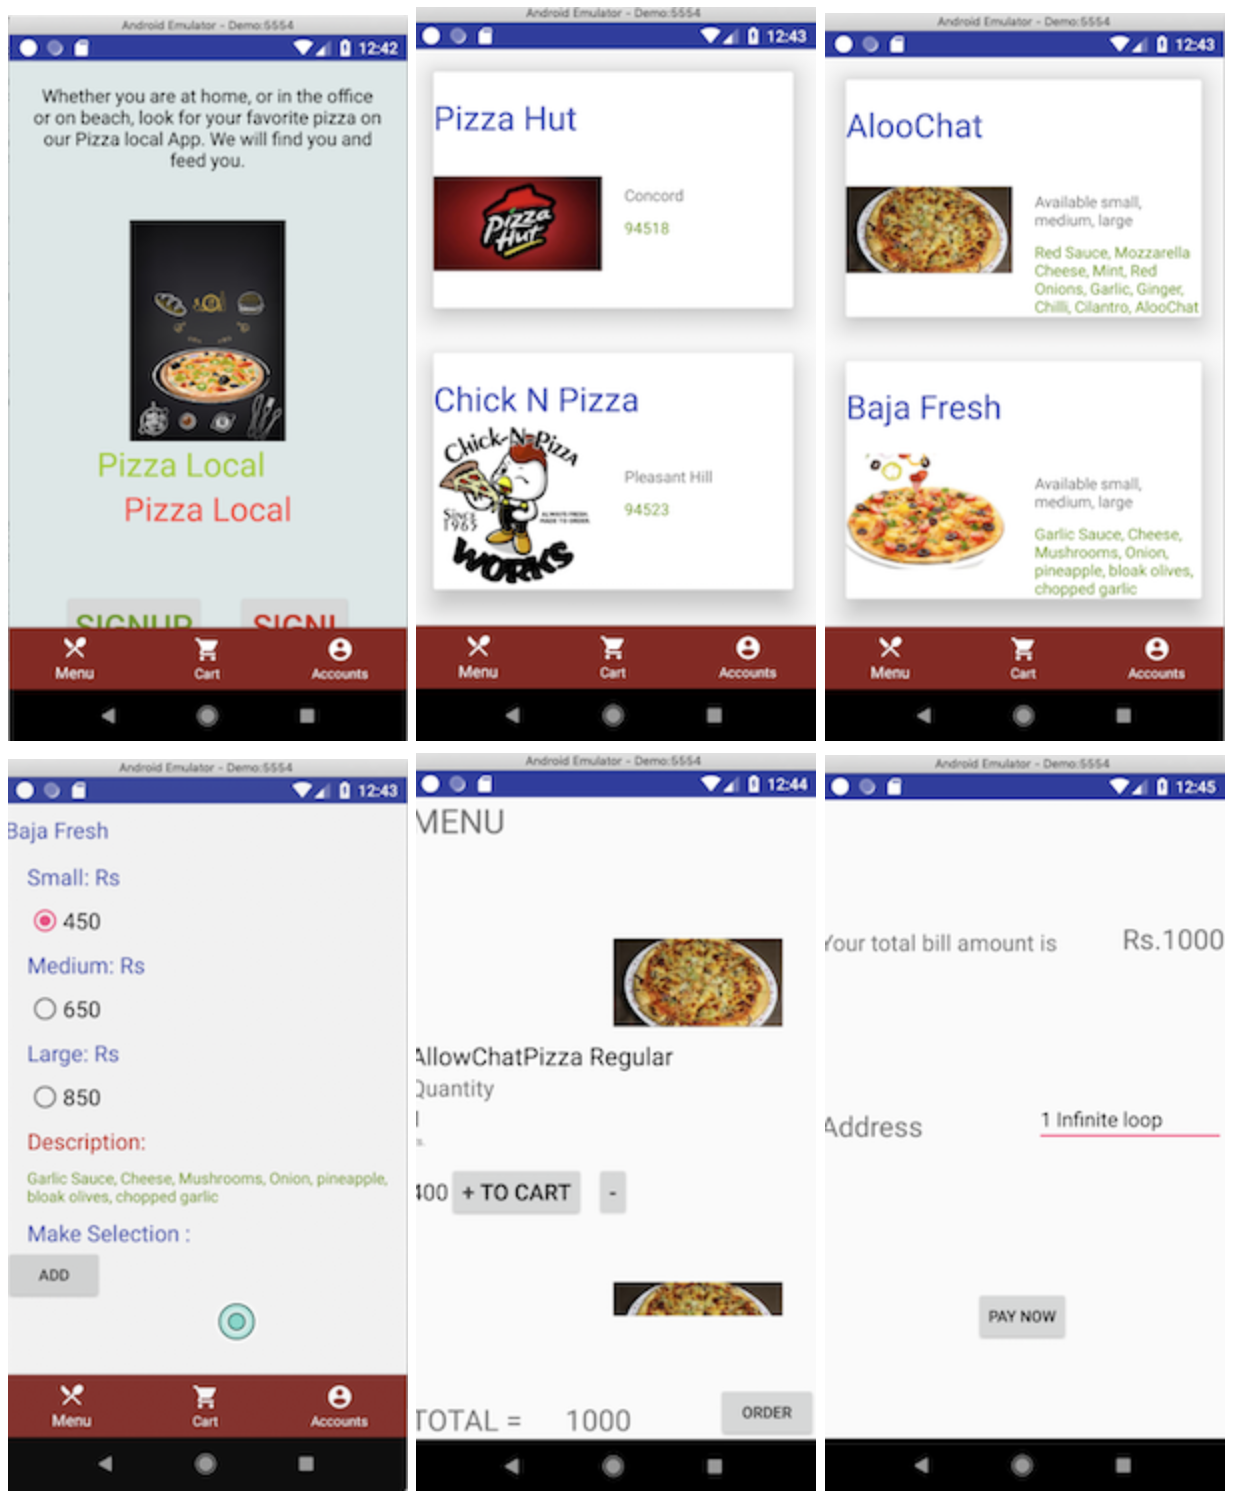 Android Emulator - Demo:5554
12:42
Whether you are at home, or in the office
or on beach, look for your favorite pizza on
our Pizza local App. We will find you and
feed you.
Pizza Local
Pizza Local
SIGNUP
SIGNI
Menu
Cart
Accounts
Android Emulator - Demo:5554
12:43
Pizza Hut
Pizza
Hut
Concord
94518
Chick N Pizza
Chick-N-Pizza
SINCE
1965
ALWAYS FRESH
MADE TO ORDER
WORKS
Pleasant Hill
94523
Menu
Cart
Accounts
Android Emulator - Demo:5554
12:43
AlooChat
Available small,
medium, large
Red Sauce, Mozzarella
Cheese, Mint, Red
Onions, Garlic, Ginger,
Chilli, Cilantro, AlooChat
Baja Fresh
Available small,
medium, large
Garlic Sauce, Cheese,
Mushrooms, Onion,
pineapple, bloak olives,
chopped garlic
Menu
Cart
Accounts
Android Emulator - Demo:5554
12:43
Baja Fresh
Small: Rs
450
Medium: Rs
650
Large: Rs
850
Description:
Garlic Sauce, Cheese, Mushrooms, Onion, pineapple,
bloak olives, chopped garlic
Make Selection :
ADD
Menu
Cart
Accounts
Android Emulator - Demo:5554
12:44
MENU
AllowChatPizza Regular
Quantity
1
s.
400 + TO CART -
TOTAL = 1000
ORDER
Android Emulator - Demo:5554
12:45
Your total bill amount is Rs.1000
Address 1 Infinite loop
PAY NOW